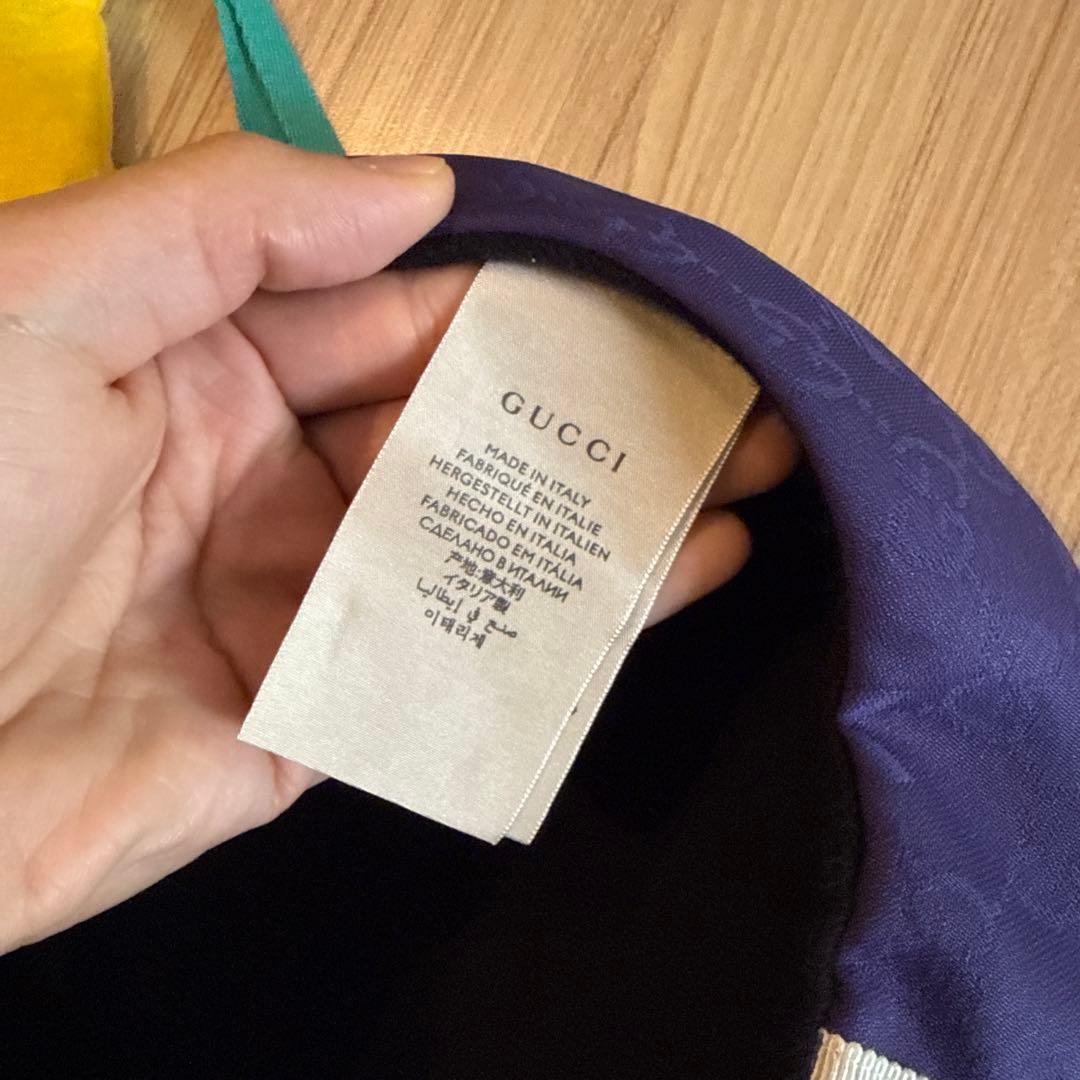 GUCCI
MADE IN ITALY
FABRIQUÉ EN ITALIE
HERGESTELLT IN ITALIEN
HECHO EN ITALIA
FABRICADO EM ITÁLIA
СДЕЛАНО В ИТАЛИИ
产地:意大利
イタリア製
صنع في إيطاليا
이태리제